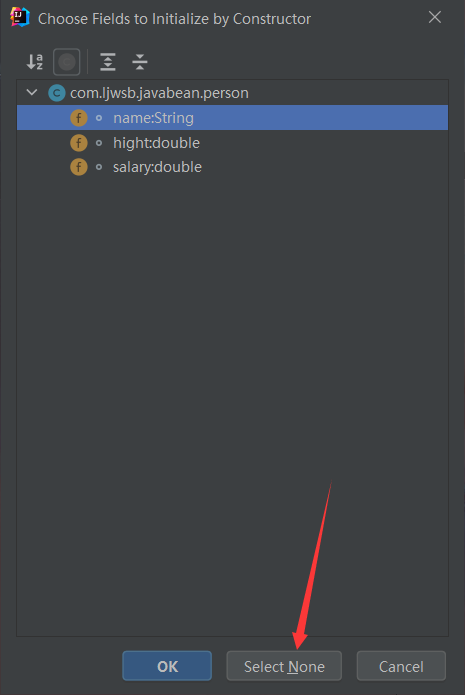 Choose Fields to Initialize by Constructor
com.ljwsb.javabean.person
name:String
hight:double
salary:double
OK
Select None
Cancel